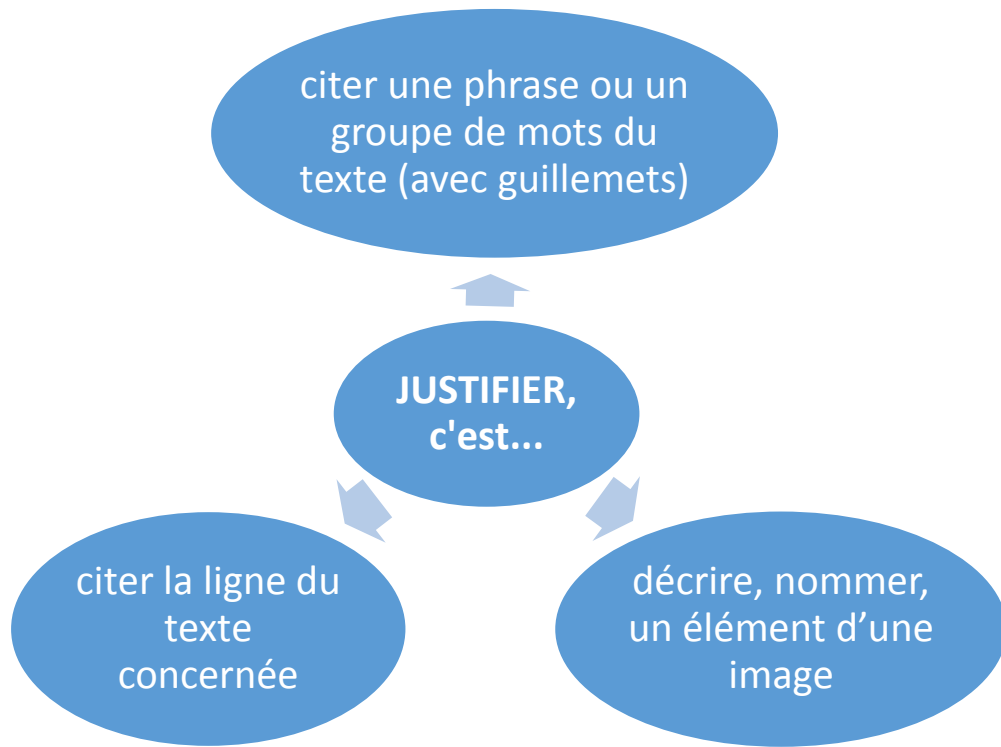 citer une phrase ou un
groupe de mots du
texte (avec guillemets)
JUSTIFIER,
c'est...
citer la ligne du
texte
concernée
décrire, nommer,
un élément d’une
image